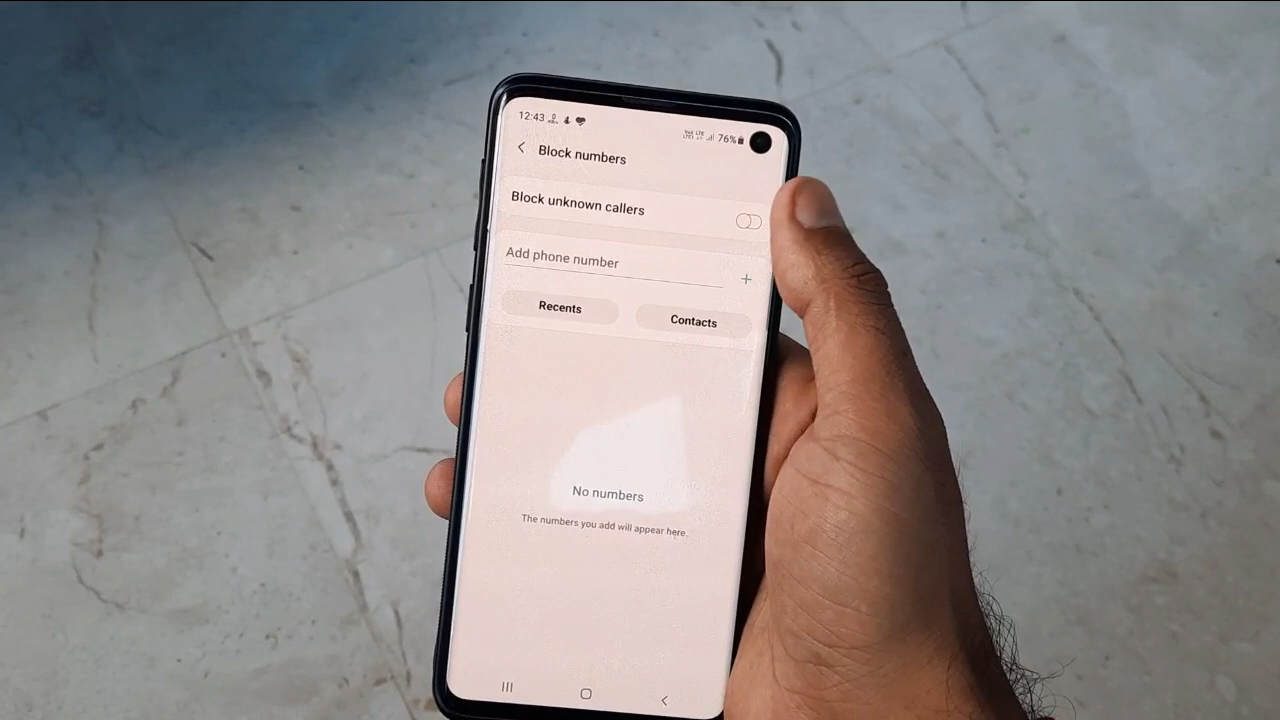 12:43
76%
Block numbers
Block unknown callers
Add phone number
Recents
Contacts
No numbers
The numbers you add will appear here.